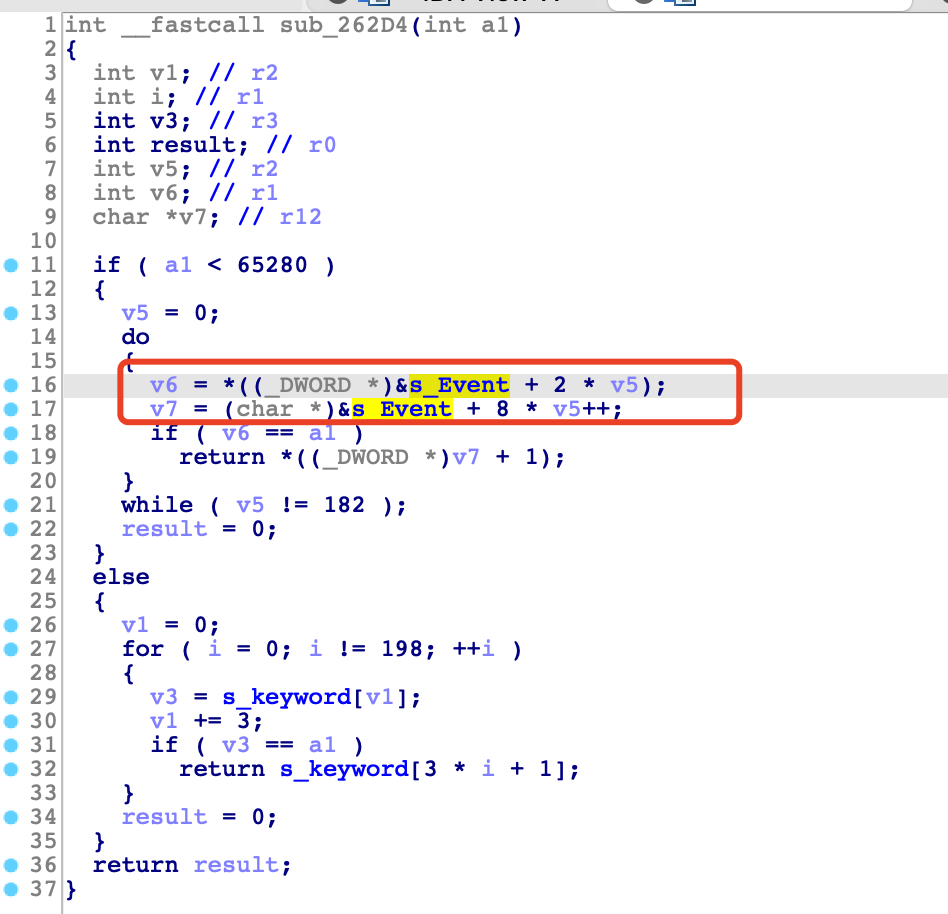 1 int __fastcall sub_262D4(int a1)
2 {
3   int v1; // r2
4   int i; // r1
5   int v3; // r3
6   int result; // r0
7   int v5; // r2
8   int v6; // r1
9   char *v7; // r12
10
11   if ( a1 < 65280 )
12   {
13     v5 = 0;
14     do
15     {
16       v6 = *((_DWORD *)&s_Event + 2 * v5);
17       v7 = (char *)&s_Event + 8 * v5++;
18       if ( v6 == a1 )
19         return *((_DWORD *)v7 + 1);
20     }
21     while ( v5 != 182 );
22     result = 0;
23   }
24   else
25   {
26     v1 = 0;
27     for ( i = 0; i != 198; ++i )
28     {
29       v3 = s_keyword[v1];
30       v1 += 3;
31       if ( v3 == a1 )
32         return s_keyword[3 * i + 1];
33     }
34     result = 0;
35   }
36   return result;
37 }